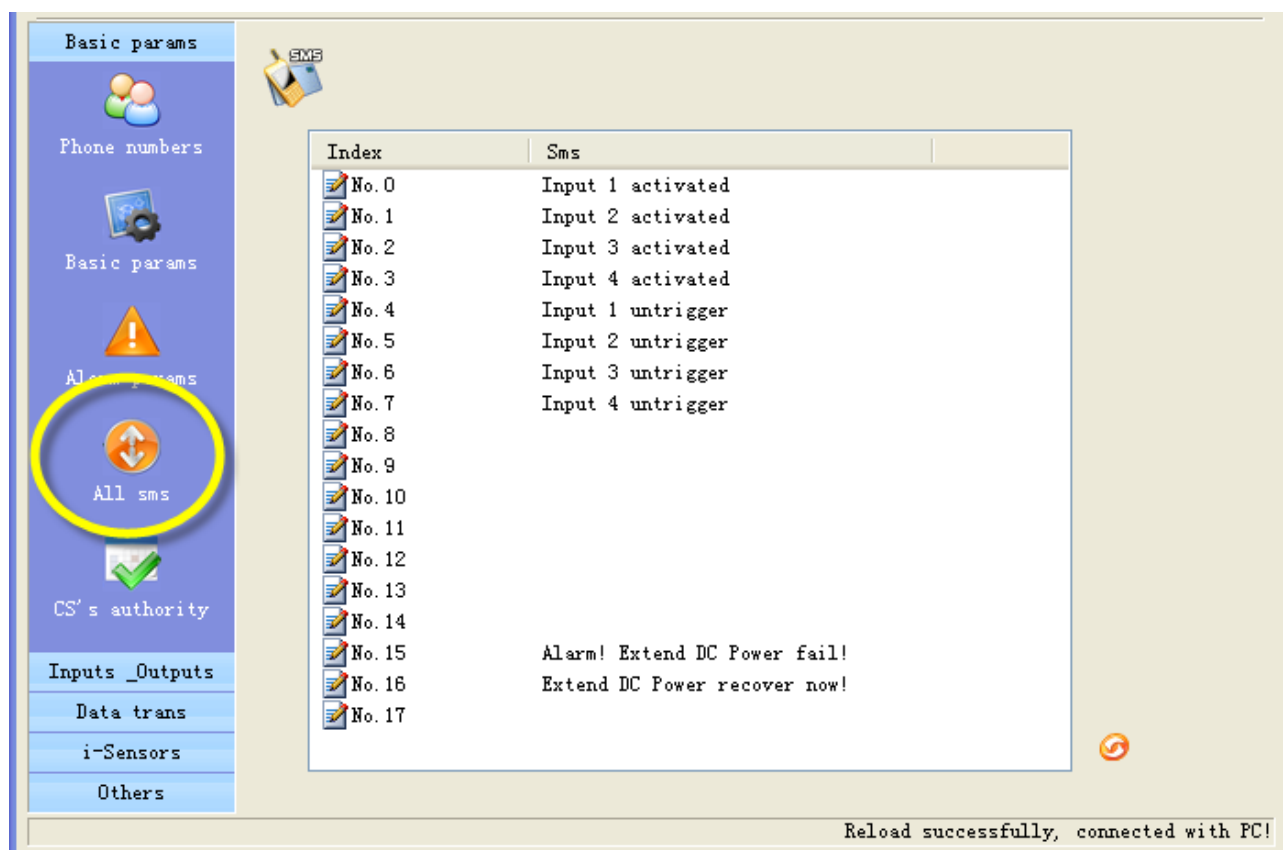 Basic params
Phone numbers
Basic params
Alarm params
All sms
CS's authority
Inputs _Outputs
Data trans
i-Sensors
Others
SMS
Index Sms
No. 0 Input 1 activated
No. 1 Input 2 activated
No. 2 Input 3 activated
No. 3 Input 4 activated
No. 4 Input 1 untrigger
No. 5 Input 2 untrigger
No. 6 Input 3 untrigger
No. 7 Input 4 untrigger
No. 8
No. 9
No. 10
No. 11
No. 12
No. 13
No. 14
No. 15 Alarm! Extend DC Power fail!
No. 16 Extend DC Power recover now!
No. 17
Reload successfully, connected with PC!